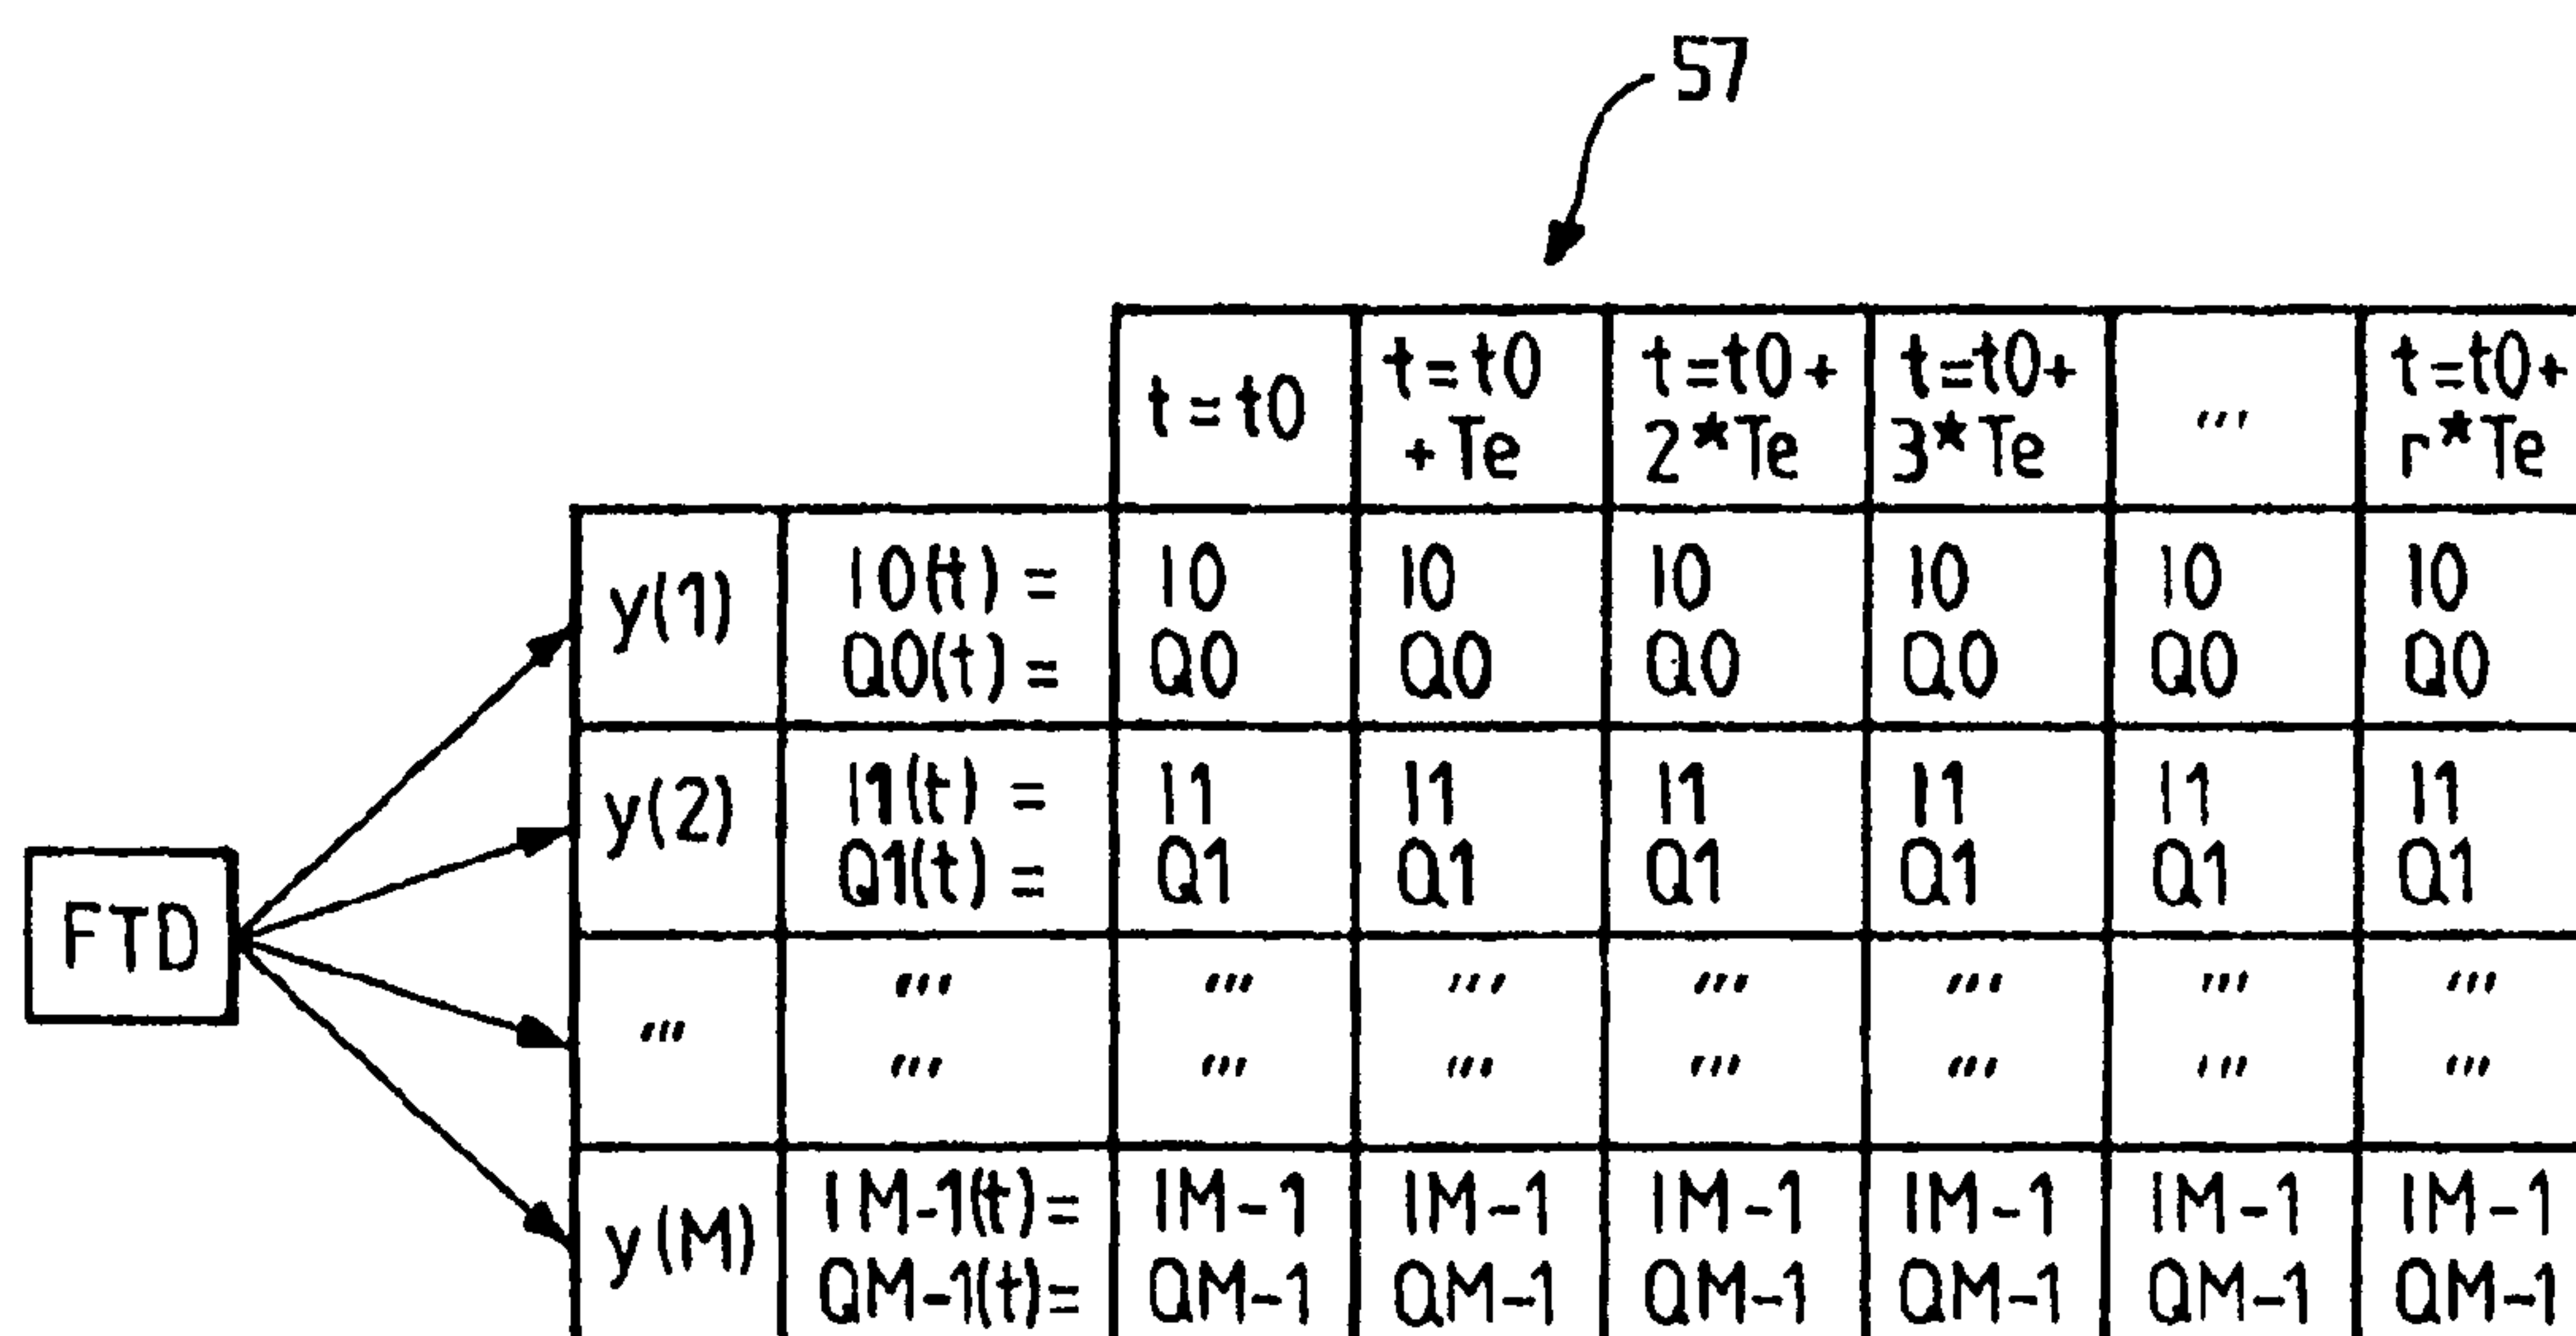 57
t=t0 t=t0 t=t0+ t=t0+ ''' t=t0+
+Te 2*Te 3*Te r*Te
y(1) I0(t) = I0 I0 I0 I0 I0 I0
Q0(t) = Q0 Q0 Q0 Q0 Q0 Q0
y(2) I1(t) = I1 I1 I1 I1 I1 I1
Q1(t) = Q1 Q1 Q1 Q1 Q1 Q1
FTD
''' ''' ''' ''' ''' ''' ''' '''
''' ''' ''' ''' ''' ''' '''
y(M) IM-1(t)= IM-1 IM-1 IM-1 IM-1 IM-1 IM-1
QM-1(t)= QM-1 QM-1 QM-1 QM-1 QM-1 QM-1